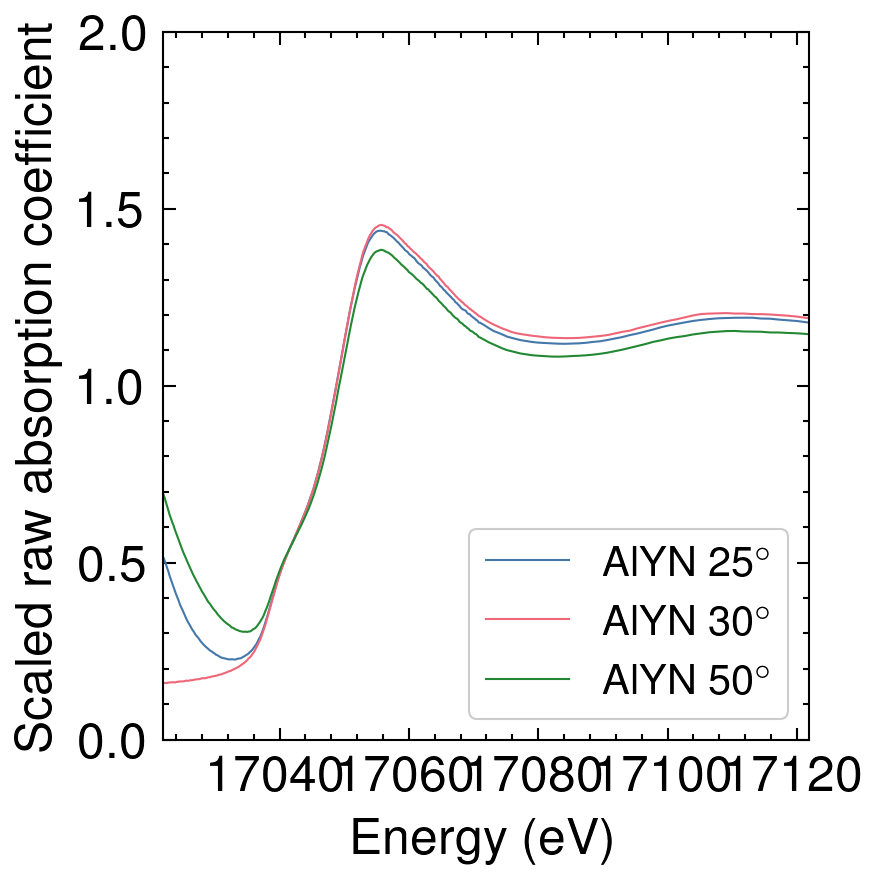 Scaled raw absorption coefficient
2.0
1.5
1.0
0.5
0.0
AlYN 25°
AlYN 30°
AlYN 50°
17040 17060 17080 17100 17120
Energy (eV)